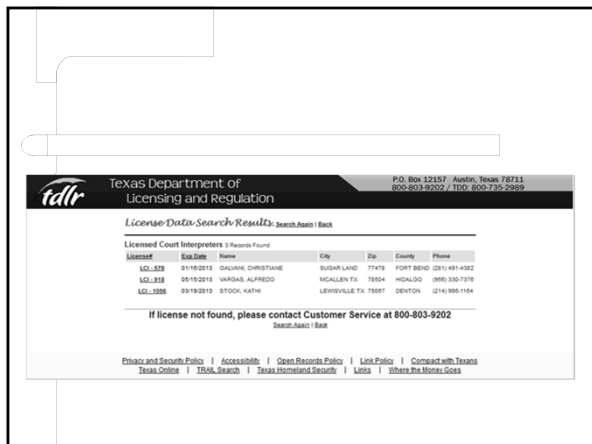 tdlr
Texas Department of
Licensing and Regulation
P.O. Box 12157 Austin, Texas 78711
800-803-9202 / TDD: 800-735-2989
License Data Search Results Search Again | Back
Licensed Court Interpreters 3 Records Found
License# Exp Date Name City Zip County Phone
LCI - 578 01/16/2013 GALVANI, CHRISTIANE SUGAR LAND 77478 FORT BEND (281) 491-4382
LCI - 918 05/15/2013 VARGAS, ALFREDO MCALLEN TX 78504 HIDALGO (956) 330-7376
LCI - 1056 03/19/2013 STOCK, KATHI LEWISVILLE TX 75067 DENTON (214) 995-1164
If license not found, please contact Customer Service at 800-803-9202
Search Again | Back
Privacy and Security Policy | Accessibility | Open Records Policy | Link Policy | Compact with Texans
Texas Online | TRAIL Search | Texas Homeland Security | Links | Where the Money Goes